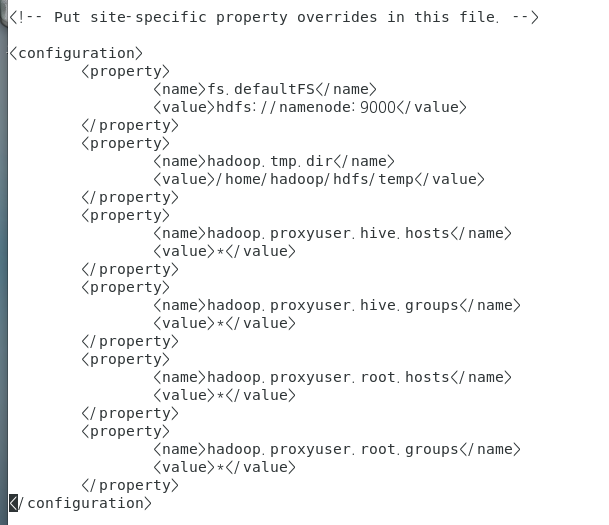 <!-- Put site-specific property overrides in this file. -->
<configuration>
<property>
<name>fs.defaultFS</name>
<value>hdfs://namenode:9000</value>
</property>
<property>
<name>hadoop.tmp.dir</name>
<value>/home/hadoop/hdfs/temp</value>
</property>
<property>
<name>hadoop.proxyuser.hive.hosts</name>
<value>*</value>
</property>
<property>
<name>hadoop.proxyuser.hive.groups</name>
<value>*</value>
</property>
<property>
<name>hadoop.proxyuser.root.hosts</name>
<value>*</value>
</property>
<property>
<name>hadoop.proxyuser.root.groups</name>
<value>*</value>
</property>
</configuration>